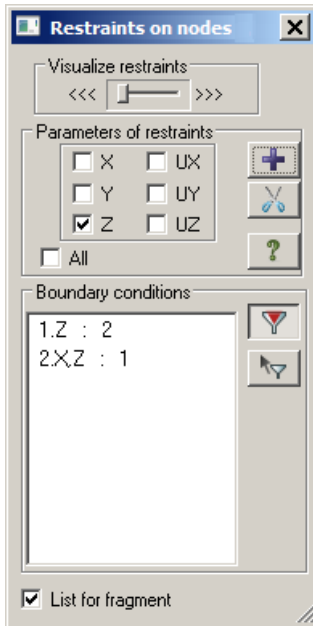 Restraints on nodes
Visualize restraints
<<< >>>
Parameters of restraints
X UX
Y UY
Z UZ
All
?
Boundary conditions
1.Z : 2
2.X,Z : 1
List for fragment